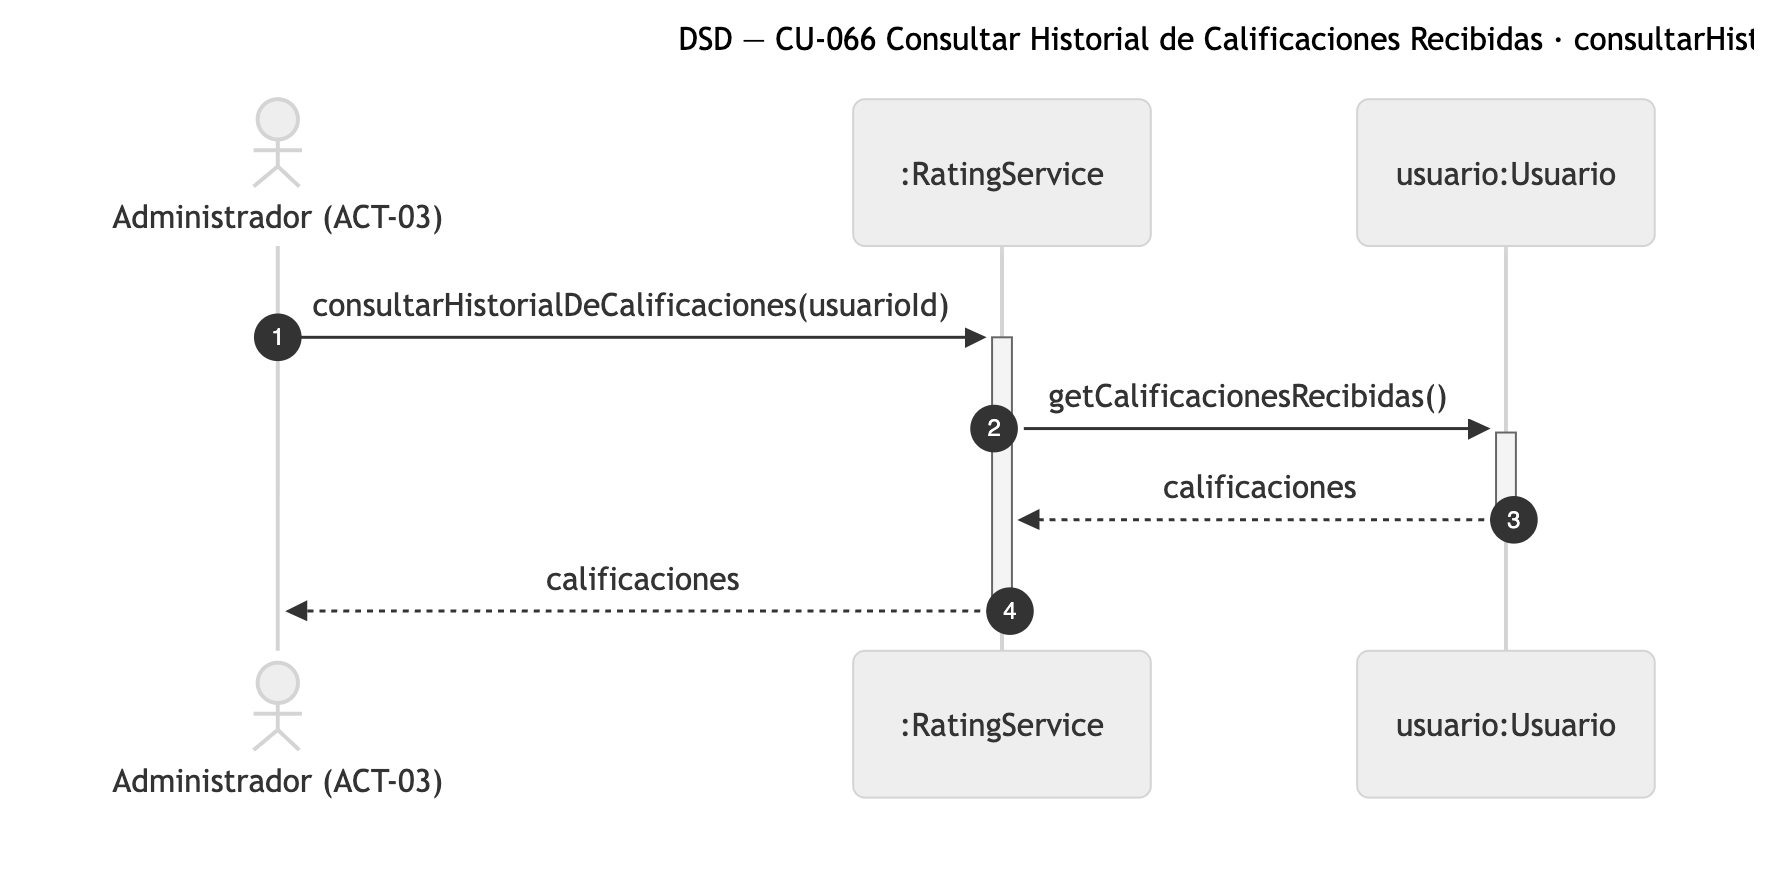 DSD — CU-066 Consultar Historial de Calificaciones Recibidas · consultarHist
Administrador (ACT-03)
:RatingService
usuario:Usuario
consultarHistorialDeCalificaciones(usuarioId)
1
getCalificacionesRecibidas()
2
calificaciones
3
calificaciones
4
Administrador (ACT-03)
:RatingService
usuario:Usuario